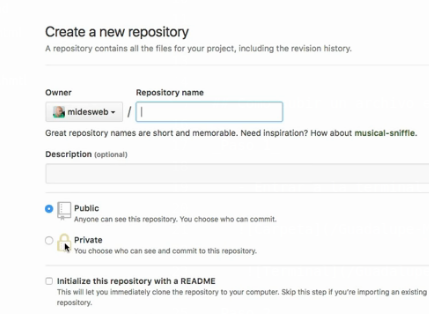 Create a new repository
A repository contains all the files for your project, including the revision history.
Owner
Repository name
midesweb
/
Great repository names are short and memorable. Need inspiration? How about musical-sniffle.
Description (optional)
Public
Anyone can see this repository. You choose who can commit.
Private
You choose who can see and commit to this repository.
Initialize this repository with a README
This will let you immediately clone the repository to your computer. Skip this step if you're importing an existing
repository.